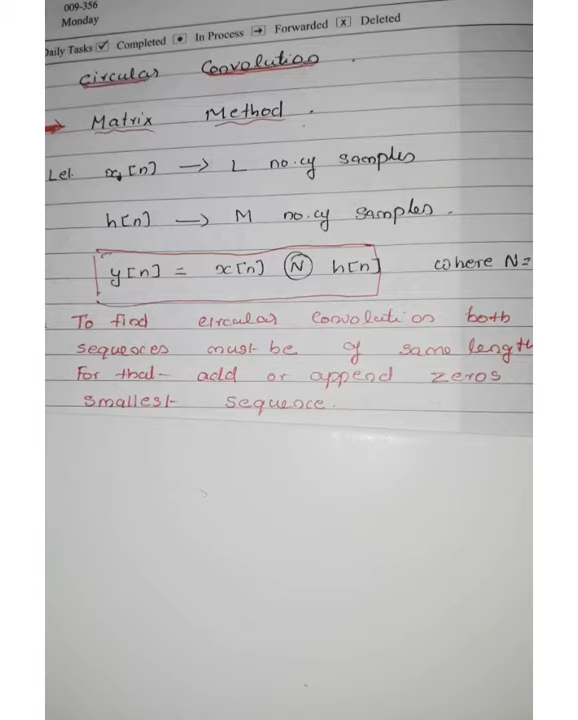 009-356
Monday
Daily Tasks ✓ Completed • In Process → Forwarded x Deleted
Circular Convolution .
→ Matrix Method .
Let x[n] → L no. of samples
h[n] → M no. of samples .
y[n] = x[n] Ⓝ h[n] where N =
To find circular convolution both
sequences must be of same length
For that add or append zeros
smallest sequence .